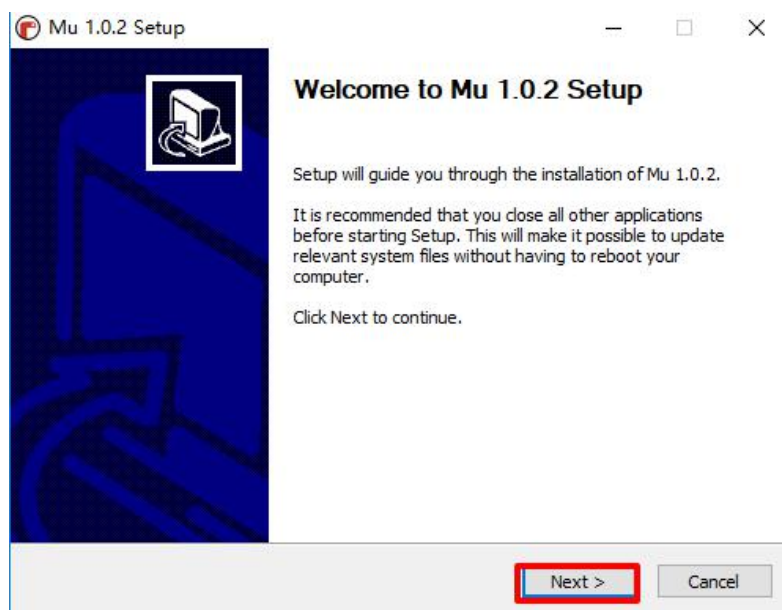 Mu 1.0.2 Setup
Welcome to Mu 1.0.2 Setup
Setup will guide you through the installation of Mu 1.0.2.
It is recommended that you close all other applications
before starting Setup. This will make it possible to update
relevant system files without having to reboot your
computer.
Click Next to continue.
Next >
Cancel